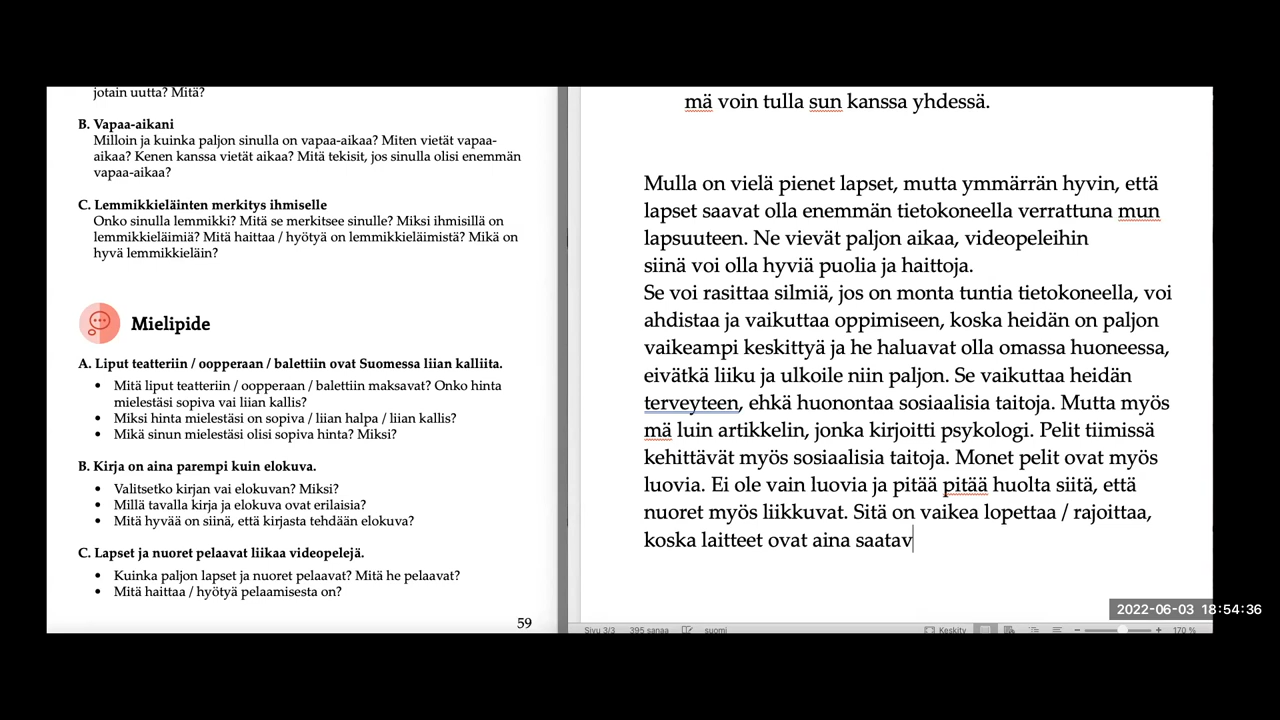 jotain uutta? Mitä?
B. Vapaa-aikani
Milloin ja kuinka paljon sinulla on vapaa-aikaa? Miten vietät vapaa-
aikaa? Kenen kanssa vietät aikaa? Mitä tekisit, jos sinulla olisi enemmän
vapaa-aikaa?
C. Lemmikkieläinten merkitys ihmiselle
Onko sinulla lemmikki? Mitä se merkitsee sinulle? Miksi ihmisillä on
lemmikkieläimiä? Mitä haittaa / hyötyä on lemmikkieläimistä? Mikä on
hyvä lemmikkieläin?
Mielipide
A. Liput teatteriin / oopperaan / balettiin ovat Suomessa liian kalliita.
• Mitä liput teatteriin / oopperaan / balettiin maksavat? Onko hinta
mielestäsi sopiva vai liian kallis?
• Miksi hinta mielestäsi on sopiva / liian halpa / liian kallis?
• Mikä sinun mielestäsi olisi sopiva hinta? Miksi?
B. Kirja on aina parempi kuin elokuva.
• Valitsetko kirjan vai elokuvan? Miksi?
• Millä tavalla kirja ja elokuva ovat erilaisia?
• Mitä hyvää on siinä, että kirjasta tehdään elokuva?
C. Lapset ja nuoret pelaavat liikaa videopelejä.
• Kuinka paljon lapset ja nuoret pelaavat? Mitä he pelaavat?
• Mitä haittaa / hyötyä pelaamisesta on?
59
mä voin tulla sun kanssa yhdessä.
Mulla on vielä pienet lapset, mutta ymmärrän hyvin, että
lapset saavat olla enemmän tietokoneella verrattuna mun
lapsuuteen. Ne vievät paljon aikaa, videopeleihin
siinä voi olla hyviä puolia ja haittoja.
Se voi rasittaa silmiä, jos on monta tuntia tietokoneella, voi
ahdistaa ja vaikuttaa oppimiseen, koska heidän on paljon
vaikeampi keskittyä ja he haluavat olla omassa huoneessa,
eivätkä liiku ja ulkoile niin paljon. Se vaikuttaa heidän
terveyteen, ehkä huonontaa sosiaalisia taitoja. Mutta myös
mä luin artikkelin, jonka kirjoitti psykologi. Pelit tiimissä
kehittävät myös sosiaalisia taitoja. Monet pelit ovat myös
luovia. Ei ole vain luovia ja pitää pitää huolta siitä, että
nuoret myös liikkuvat. Sitä on vaikea lopettaa / rajoittaa,
koska laitteet ovat aina saatav
2022-06-03 18:54:36
Sivu 3/3 395 sanaa suomi Keskity 170 %